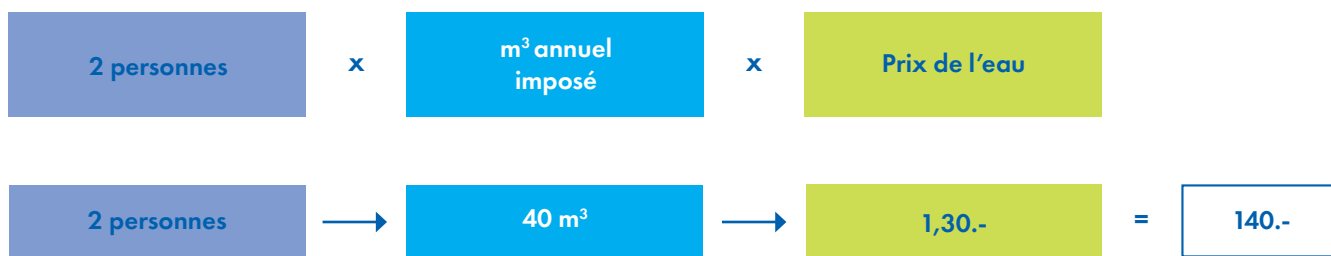 2 personnes x m³ annuel imposé x Prix de l’eau
2 personnes → 40 m³ → 1,30.- = 140.-